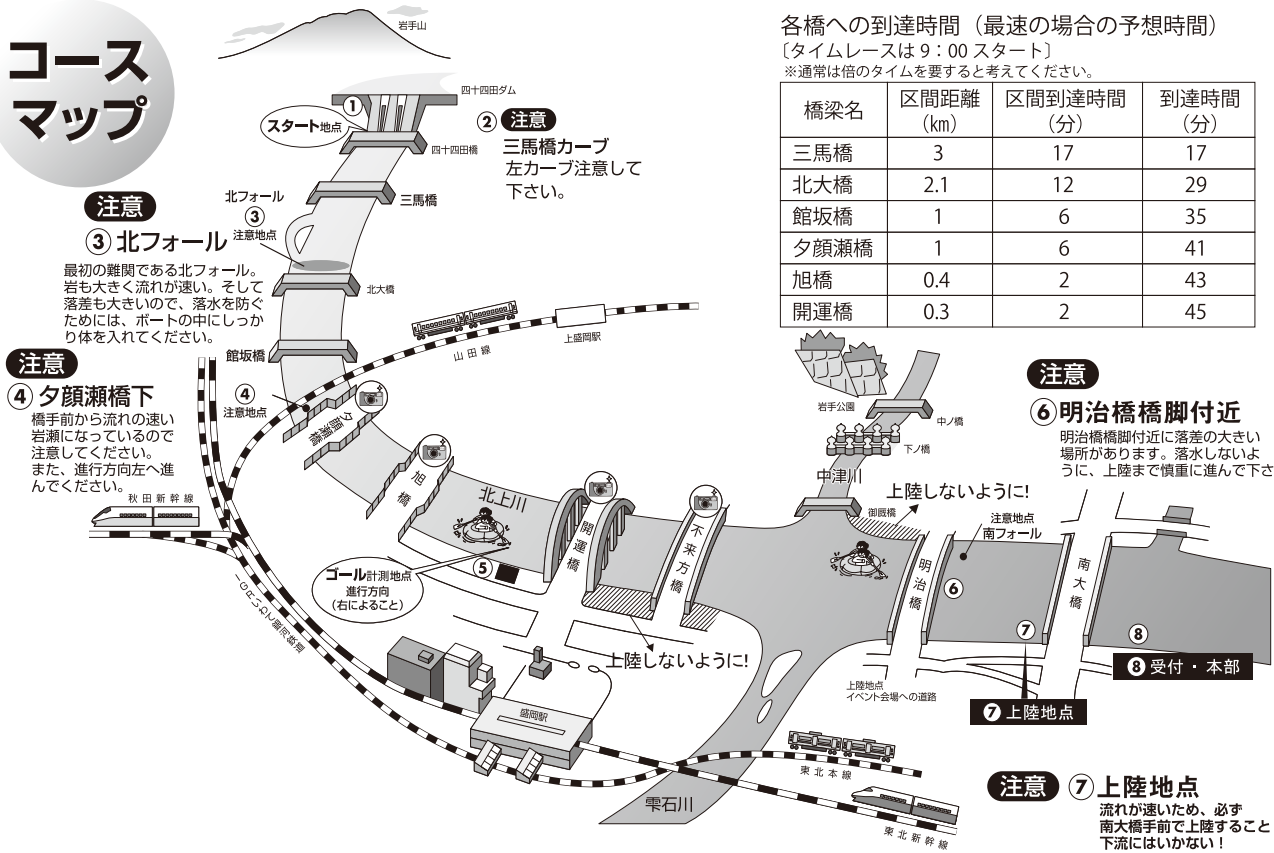 コース
マップ
岩手山
四十四田ダム
①
スタート地点
四十四田橋
② 注意
三馬橋カーブ
左カーブ注意して
下さい。
三馬橋
北フォール
③
注意地点
注意
③ 北フォール
最初の難関である北フォール。
岩も大きく流れが速い。そして
落差も大きいので、落水を防ぐ
ためには、ボートの中にしっか
り体を入れてください。
北大橋
館坂橋
山田線
上盛岡駅
注意
④ 夕顔瀬橋下
橋手前から流れの速い
岩瀬になっているので
注意してください。
また、進行方向左へ進
んでください。
④
注意地点
夕顔瀬橋
旭橋
北上川
開運橋
不来方橋
秋田新幹線
IGRいわて銀河鉄道
ゴール計測地点
進行方向
(右によること)
⑤
上陸しないように!
盛岡駅
雫石川
東北本線
東北新幹線
各橋への到達時間（最速の場合の予想時間）
〔タイムレースは9：00 スタート〕
※通常は倍のタイムを要すると考えてください。
橋梁名 区間距離（㎞） 区間到達時間（分） 到達時間（分）
三馬橋 3 17 17
北大橋 2.1 12 29
館坂橋 1 6 35
夕顔瀬橋 1 6 41
旭橋 0.4 2 43
開運橋 0.3 2 45
岩手公園
中ノ橋
下ノ橋
中津川
御厩橋
上陸しないように!
注意
⑥明治橋橋脚付近
明治橋橋脚付近に落差の大きい
場所があります。落水しないよ
うに、上陸まで慎重に進んで下さ
注意地点
南フォール
明治橋
⑥
南大橋
⑦
⑧
⑧ 受付・本部
上陸地点
イベント会場への道路
⑦ 上陸地点
注意 ⑦上陸地点
流れが速いため、必ず
南大橋手前で上陸すること
下流にはいかない！